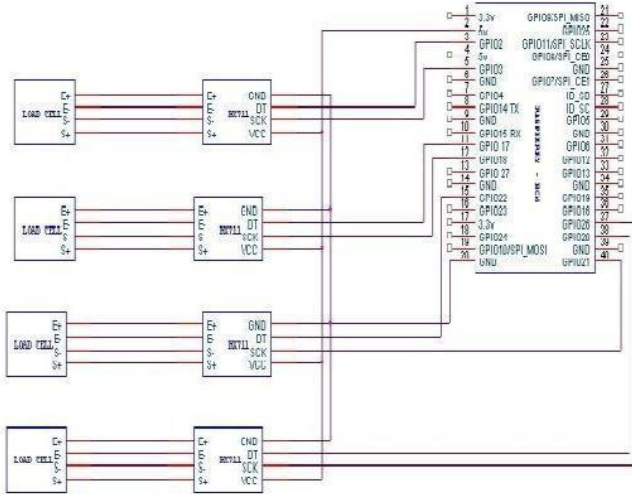 LOAD CELL
E+
E-
S-
S+
E+
E-
S-
S+
HX711
GND
DT
SCK
VCC
LOAD CELL
E+
E-
S
S+
E+
E-
S
S+
HX711
GND
DT
SCK
VCC
LOAD CELL
E+
E-
S-
S+
E+
E-
S-
S+
HX711
GND
DT
SCK
VCC
LOAD CELL
E+
E-
S-
S+
E+
E-
S-
S+
HX711
GND
DT
SCK
VCC
1 3.3v
2 5v
3 GPIO2
4 5v
5 GPIO3
6 GND
7 GPIO4
8 GPIO14 TX
9 GND
10 GPIO15 RX
11 GPIO 17
12 GPIO18
13 GPIO 27
14 GND
15 GPIO22
16 GPIO23
17 3.3v
18 GPIO24
19 GPIO10/SPI_MOSI
20 GND
GPIO9/SPI_MISO 21
GPIO25 22
GPIO11/SPI_SCLK 23
GPIO8/SPI_CE0 24
GND 25
GPIO7/SPI_CE1 26
ID_SD 27
ID_SC 28
GPIO5 29
GND 30
GPIO6 31
GPIO12 32
GPIO13 33
GND 34
GPIO19 35
GPIO16 36
GPIO26 37
GPIO20 38
GND 39
GPIO21 40